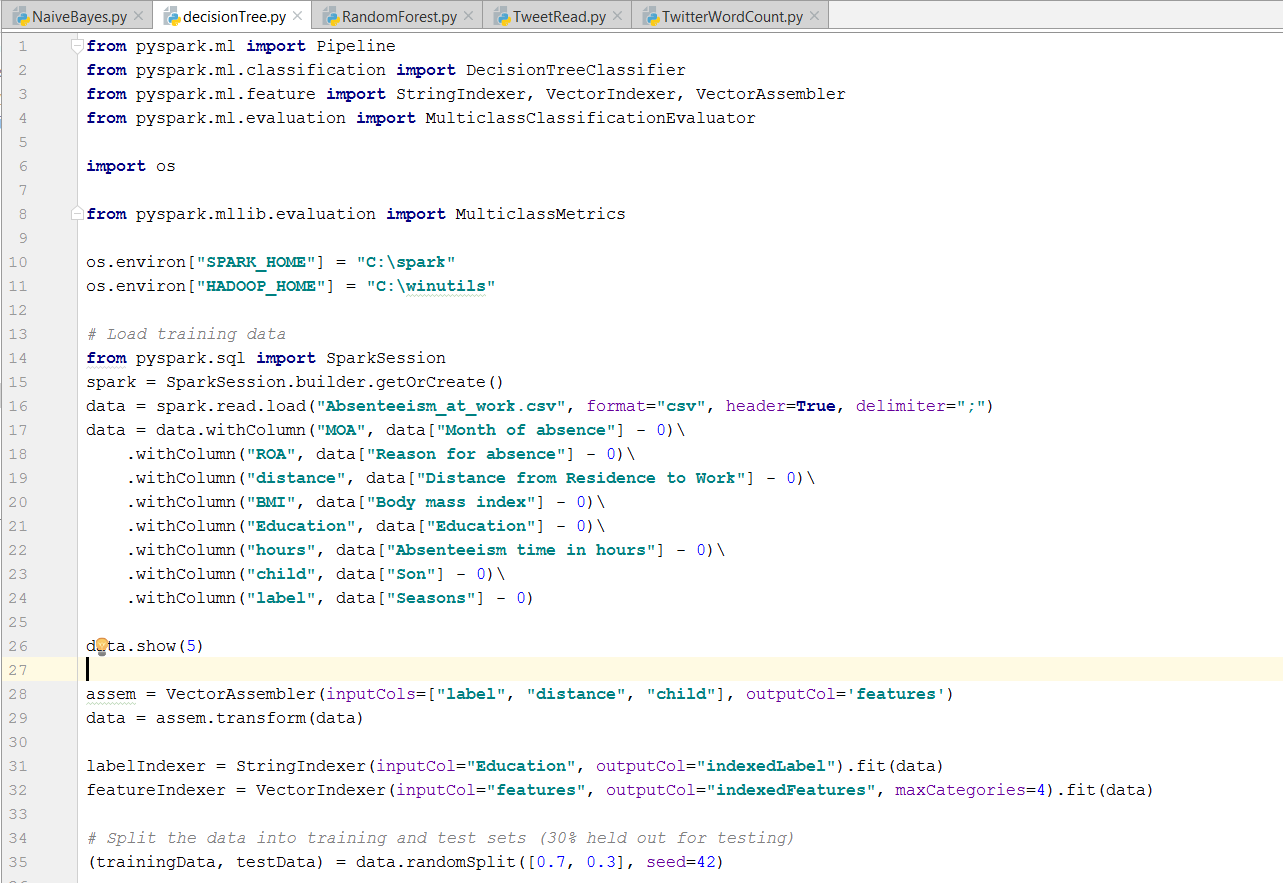 NaiveBayes.py decisionTree.py RandomForest.py TweetRead.py TwitterWordCount.py
1 from pyspark.ml import Pipeline
2 from pyspark.ml.classification import DecisionTreeClassifier
3 from pyspark.ml.feature import StringIndexer, VectorIndexer, VectorAssembler
4 from pyspark.ml.evaluation import MulticlassClassificationEvaluator
5
6 import os
7
8 from pyspark.mllib.evaluation import MulticlassMetrics
9
10 os.environ["SPARK_HOME"] = "C:\spark"
11 os.environ["HADOOP_HOME"] = "C:\winutils"
12
13 # Load training data
14 from pyspark.sql import SparkSession
15 spark = SparkSession.builder.getOrCreate()
16 data = spark.read.load("Absenteeism_at_work.csv", format="csv", header=True, delimiter=";")
17 data = data.withColumn("MOA", data["Month of absence"] - 0)\
18 .withColumn("ROA", data["Reason for absence"] - 0)\
19 .withColumn("distance", data["Distance from Residence to Work"] - 0)\
20 .withColumn("BMI", data["Body mass index"] - 0)\
21 .withColumn("Education", data["Education"] - 0)\
22 .withColumn("hours", data["Absenteeism time in hours"] - 0)\
23 .withColumn("child", data["Son"] - 0)\
24 .withColumn("label", data["Seasons"] - 0)
25
26 data.show(5)
27
28 assem = VectorAssembler(inputCols=["label", "distance", "child"], outputCol='features')
29 data = assem.transform(data)
30
31 labelIndexer = StringIndexer(inputCol="Education", outputCol="indexedLabel").fit(data)
32 featureIndexer = VectorIndexer(inputCol="features", outputCol="indexedFeatures", maxCategories=4).fit(data)
33
34 # Split the data into training and test sets (30% held out for testing)
35 (trainingData, testData) = data.randomSplit([0.7, 0.3], seed=42)